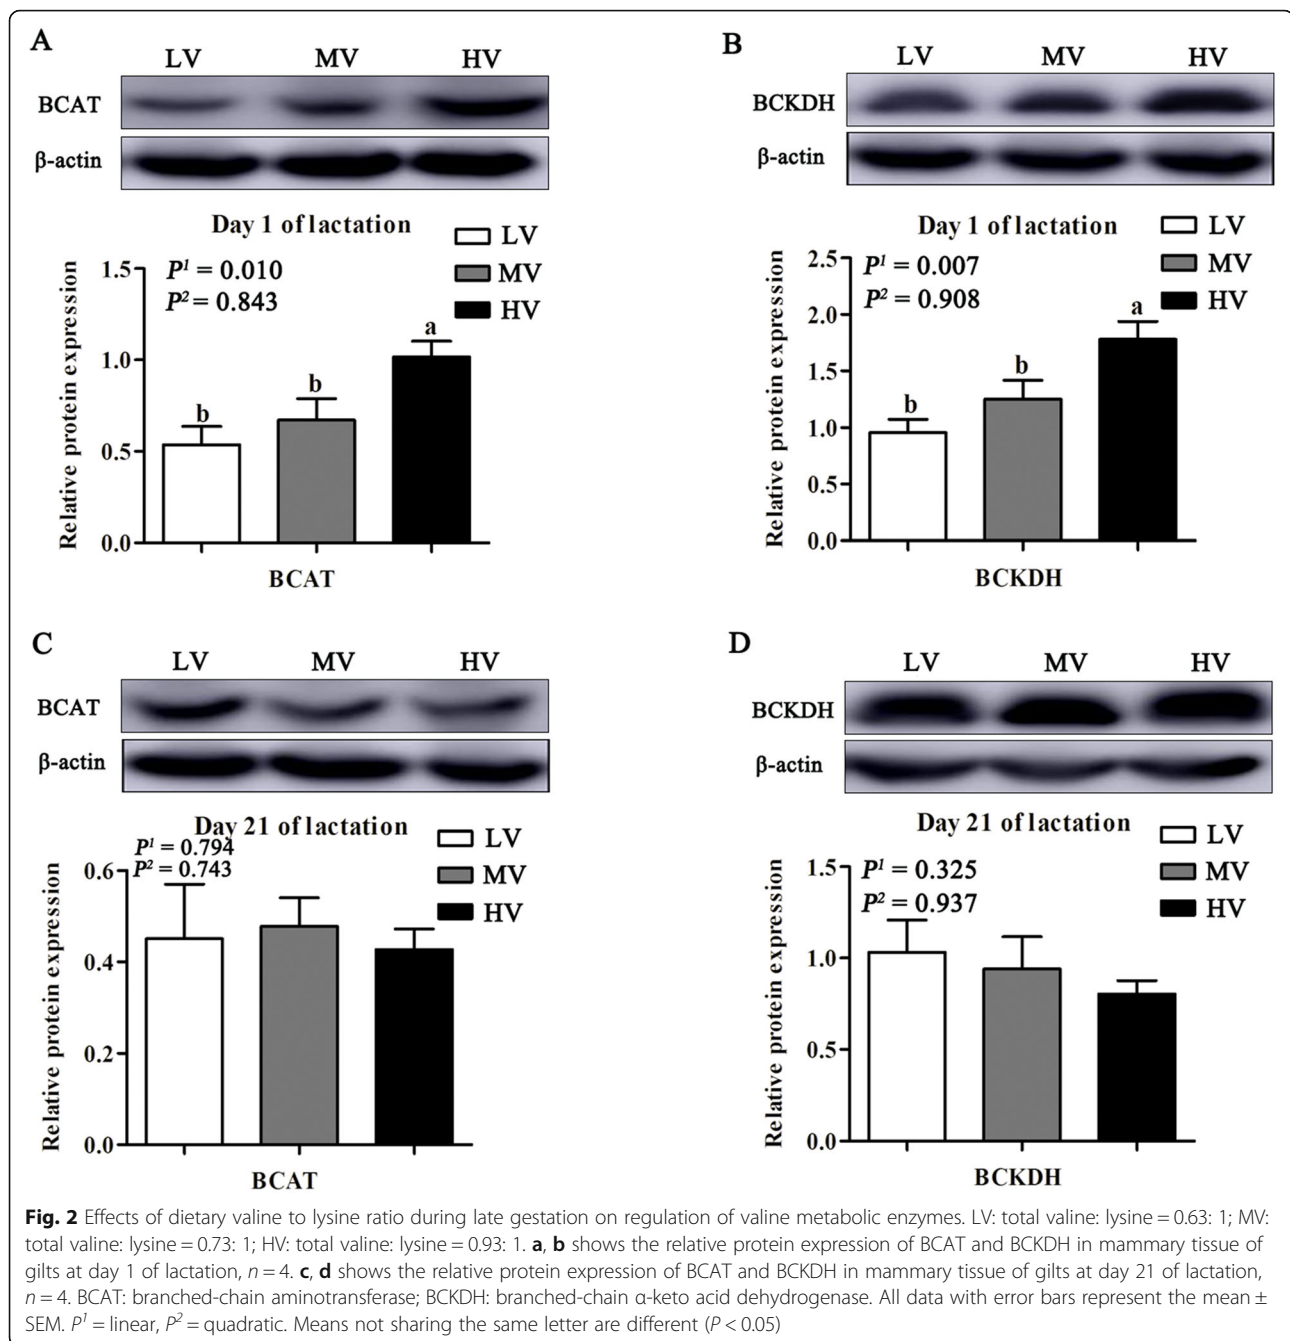 A
LV MV HV
BCAT
β-actin
Day 1 of lactation
LV
MV
HV
P¹ = 0.010
P² = 0.843
Relative protein expression
1.5
1.0
0.5
0.0
b b a
BCAT
B
LV MV HV
BCKDH
β-actin
Day 1 of lactation
LV
MV
HV
P¹ = 0.007
P² = 0.908
Relative protein expression
2.5
2.0
1.5
1.0
0.5
0.0
b b a
BCKDH
C
LV MV HV
BCAT
β-actin
Day 21 of lactation
LV
MV
HV
P¹ = 0.794
P² = 0.743
Relative protein expression
0.6
0.4
0.2
0.0
BCAT
D
LV MV HV
BCKDH
β-actin
Day 21 of lactation
LV
MV
HV
P¹ = 0.325
P² = 0.937
Relative protein expression
1.5
1.0
0.5
0.0
BCKDH
Fig. 2 Effects of dietary valine to lysine ratio during late gestation on regulation of valine metabolic enzymes. LV: total valine: lysine = 0.63: 1; MV:
total valine: lysine = 0.73: 1; HV: total valine: lysine = 0.93: 1. a, b shows the relative protein expression of BCAT and BCKDH in mammary tissue of
gilts at day 1 of lactation, n = 4. c, d shows the relative protein expression of BCAT and BCKDH in mammary tissue of gilts at day 21 of lactation,
n = 4. BCAT: branched-chain aminotransferase; BCKDH: branched-chain α-keto acid dehydrogenase. All data with error bars represent the mean ±
SEM. P¹ = linear, P² = quadratic. Means not sharing the same letter are different (P < 0.05)